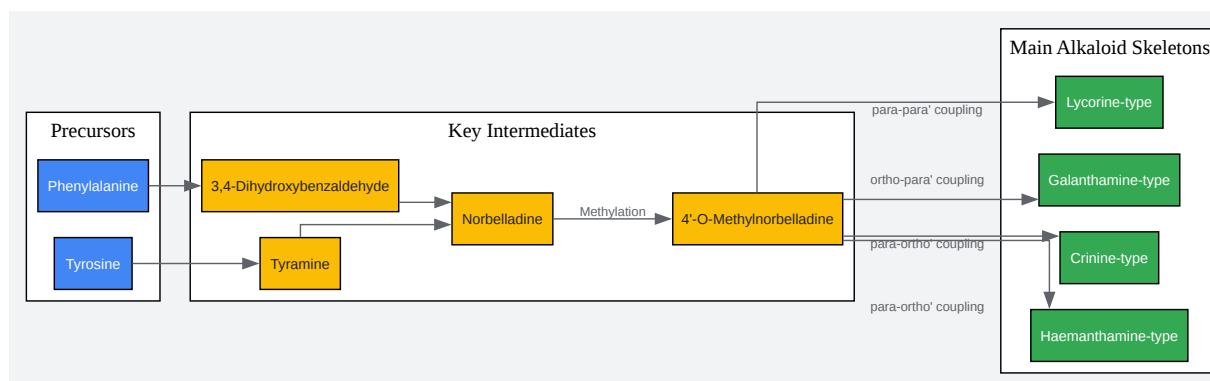 Precursors
Phenylalanine
Tyrosine
Key Intermediates
3,4-Dihydroxybenzaldehyde
Tyramine
Norbelladine
Methylation
4'-O-Methylnorbelladine
para-para' coupling
ortho-para' coupling
para-ortho' coupling
para-ortho' coupling
Main Alkaloid Skeletons
Lycorine-type
Galanthamine-type
Crinine-type
Haemanthamine-type